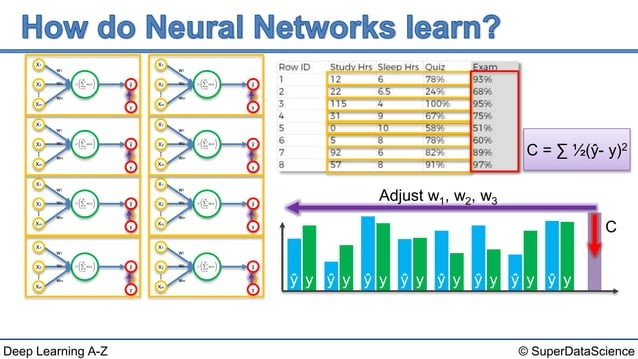 How do Neural Networks learn?
Row ID Study Hrs Sleep Hrs Quiz Exam
1 12 6 78% 93%
2 22 6.5 24% 68%
3 115 4 100% 95%
4 31 9 67% 75%
5 0 10 58% 51%
6 5 8 78% 60%
7 92 6 82% 89%
8 57 8 91% 97%
C = ∑ ½(ŷ- y)²
Adjust w₁, w₂, w₃
C
ŷ y ŷ y ŷ y ŷ y ŷ y ŷ y ŷ y ŷ y
Deep Learning A-Z
© SuperDataScience